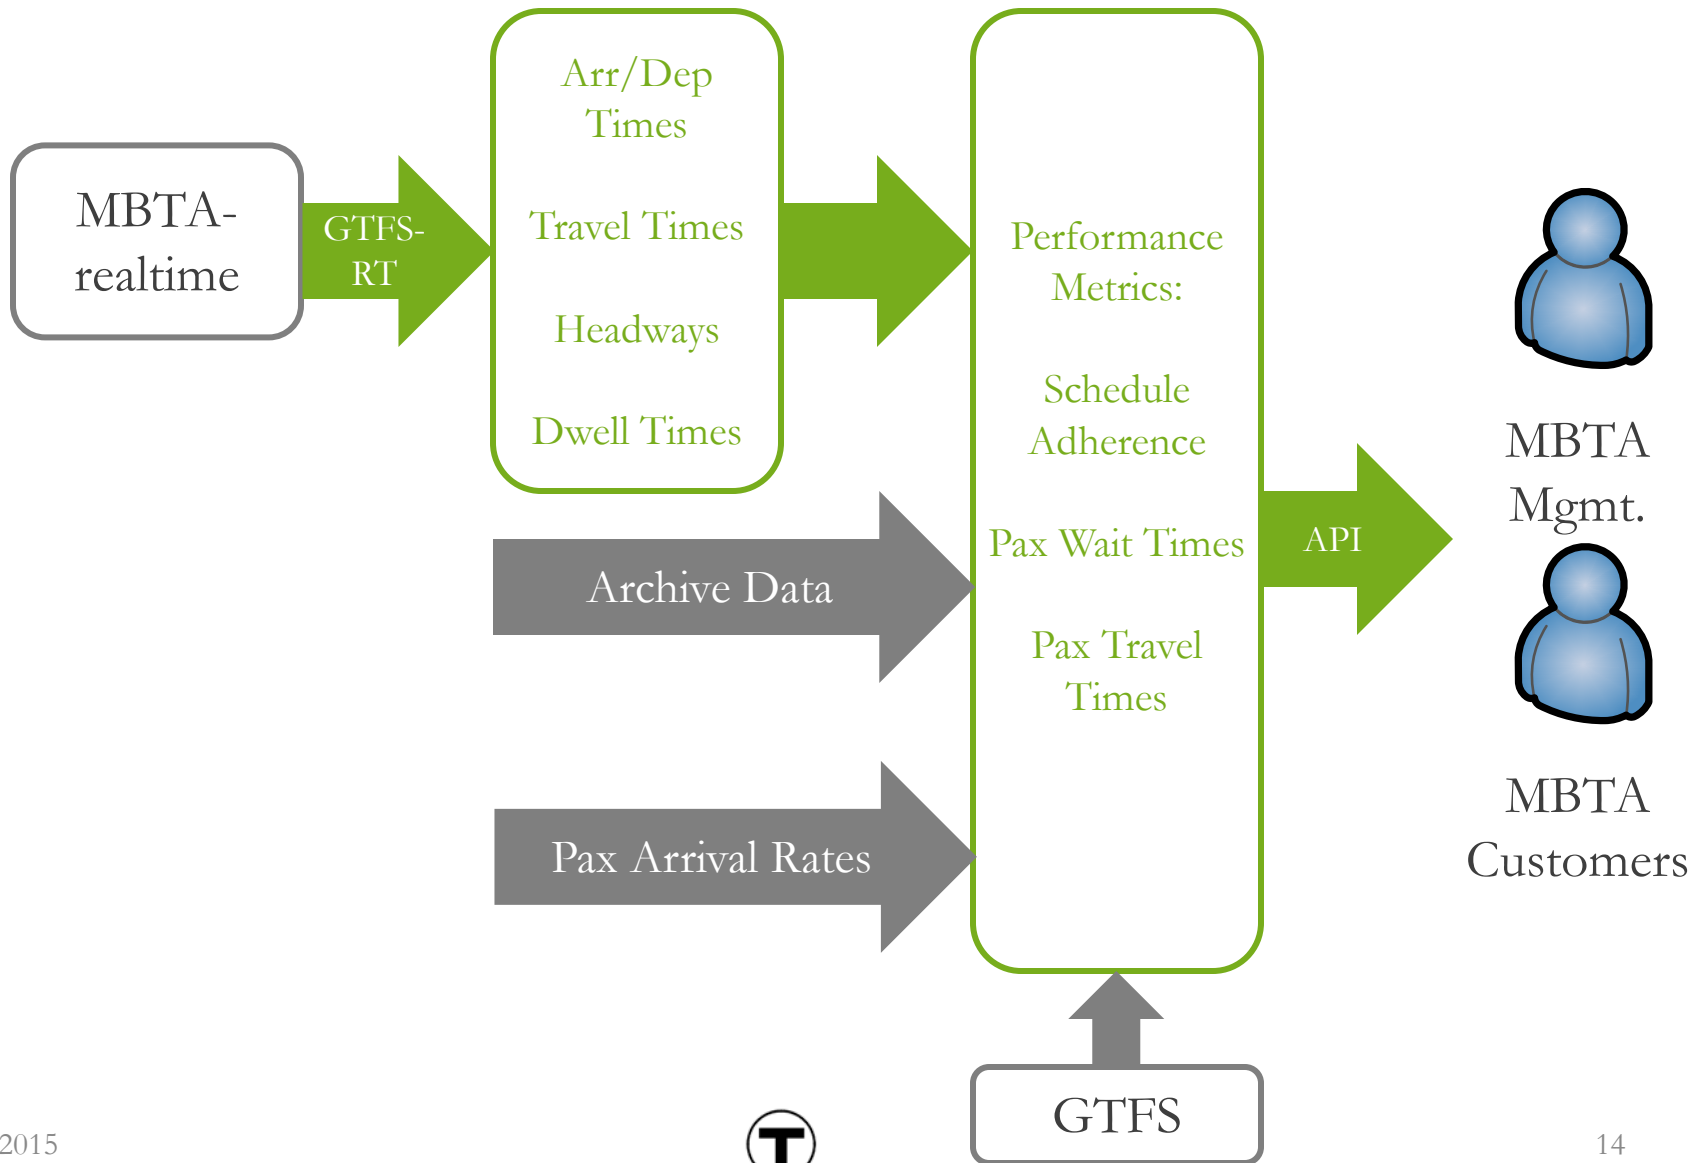 MBTA-
realtime
GTFS-
RT
Arr/Dep
Times
Travel Times
Headways
Dwell Times
Archive Data
Pax Arrival Rates
Performance
Metrics:
Schedule
Adherence
Pax Wait Times
Pax Travel
Times
API
MBTA
Mgmt.
MBTA
Customers
GTFS
2015
T
14